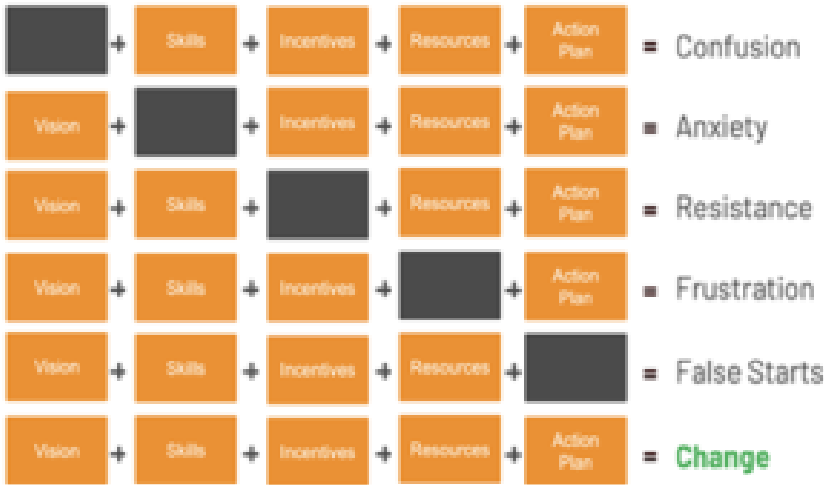 + Skills + Incentives + Resources + Action Plan = Confusion
Vision + + Incentives + Resources + Action Plan = Anxiety
Vision + Skills + + Resources + Action Plan = Resistance
Vision + Skills + Incentives + + Action Plan = Frustration
Vision + Skills + Incentives + Resources + = False Starts
Vision + Skills + Incentives + Resources + Action Plan = Change